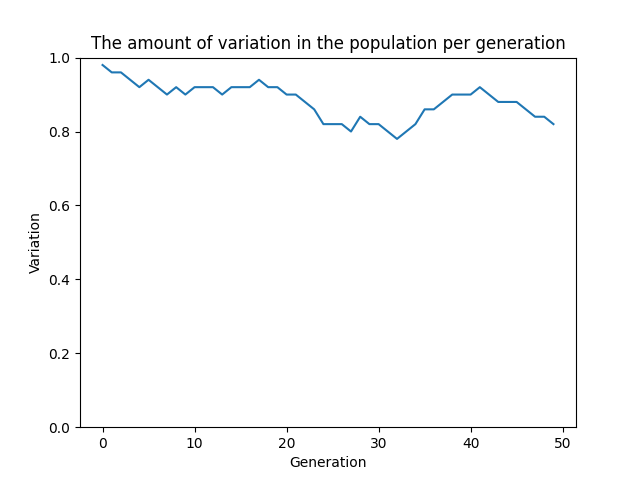 The amount of variation in the population per generation
1.0
0.8
0.6
0.4
0.2
0.0
Variation
0 10 20 30 40 50
Generation